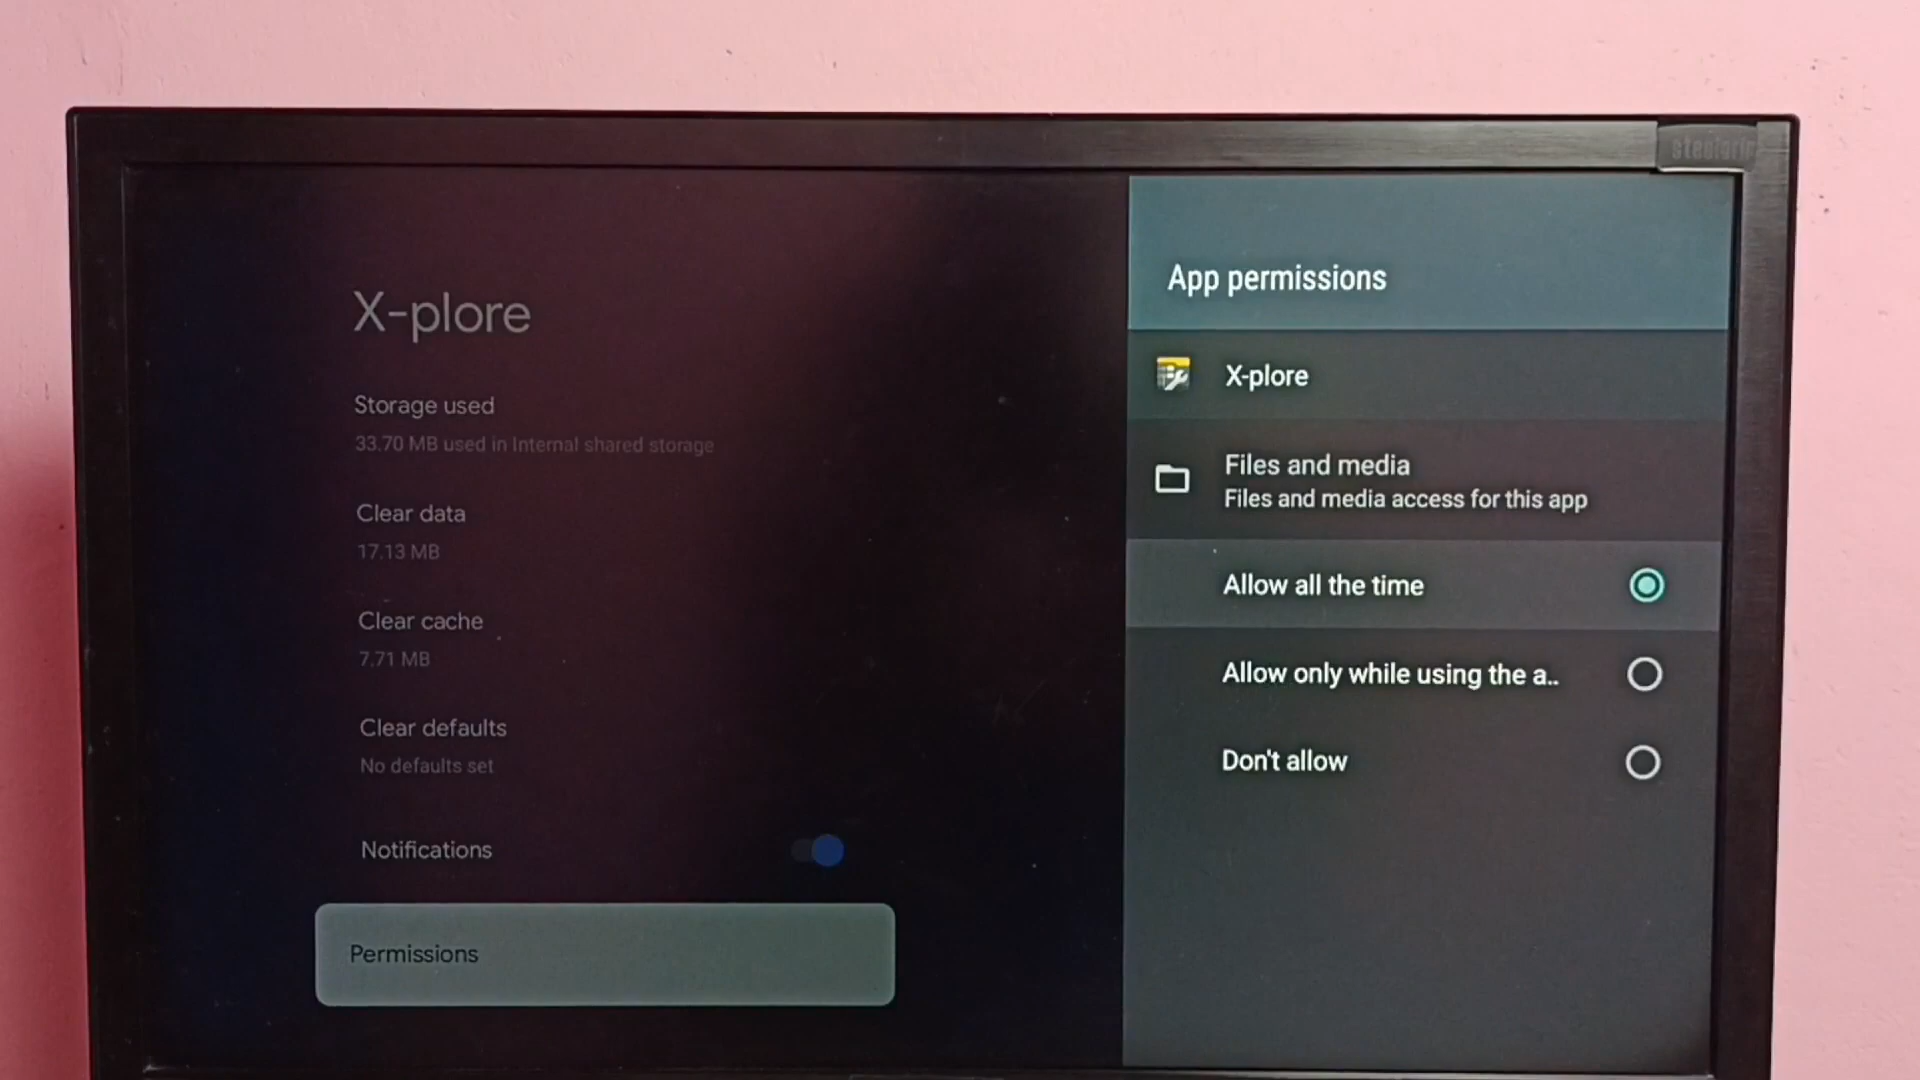 X-plore
Storage used
33.70 MB used in Internal shared storage
Clear data
17.13 MB
Clear cache
7.71 MB
Clear defaults
No defaults set
Notifications
Permissions
App permissions
X-plore
Files and media
Files and media access for this app
Allow all the time
Allow only while using the a..
Don't allow